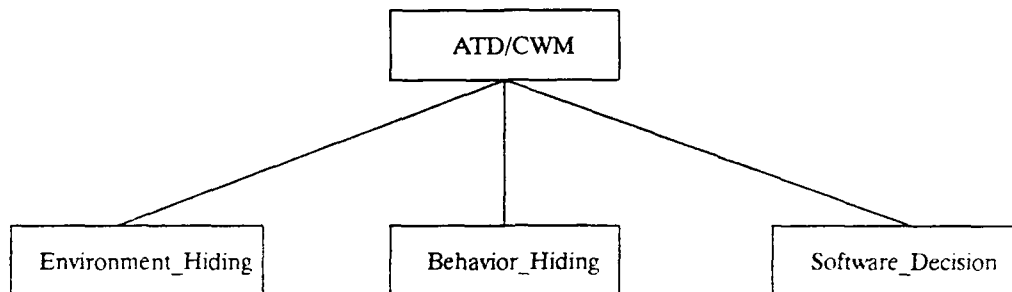 ATD/CWM
Environment_Hiding
Behavior_Hiding
Software_Decision